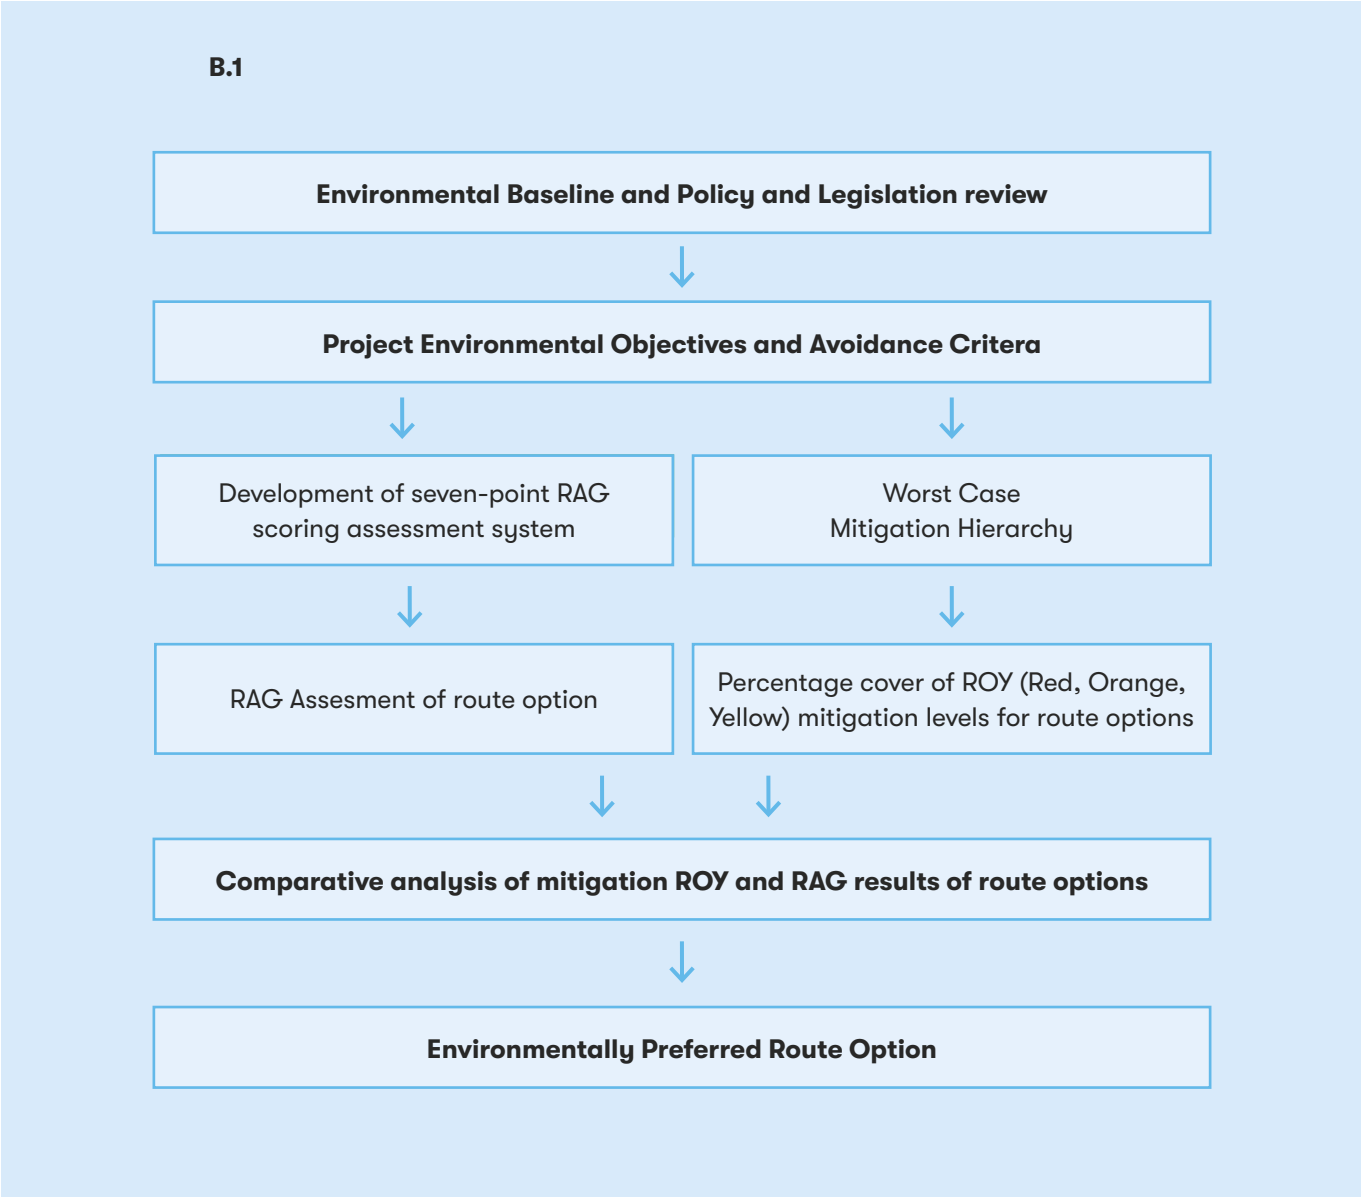 B.1
Environmental Baseline and Policy and Legislation review
Project Environmental Objectives and Avoidance Critera
Development of seven-point RAG
scoring assessment system
Worst Case
Mitigation Hierarchy
RAG Assesment of route option
Percentage cover of ROY (Red, Orange,
Yellow) mitigation levels for route options
Comparative analysis of mitigation ROY and RAG results of route options
Environmentally Preferred Route Option